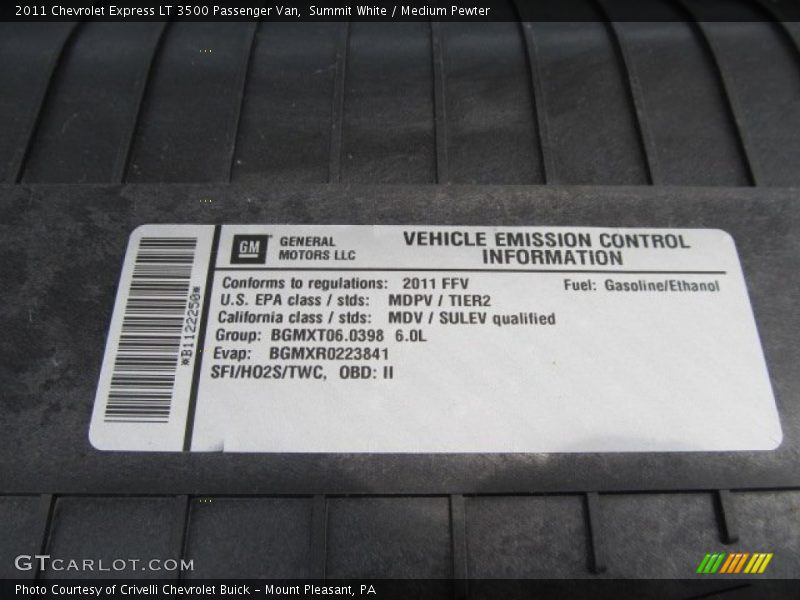 2011 Chevrolet Express LT 3500 Passenger Van, Summit White / Medium Pewter
GM GENERAL MOTORS LLC
VEHICLE EMISSION CONTROL
INFORMATION
Conforms to regulations: 2011 FFV Fuel: Gasoline/Ethanol
U.S. EPA class / stds: MDPV / TIER2
California class / stds: MDV / SULEV qualified
Group: BGMXT06.0398 6.0L
Evap: BGMXR0223841
SFI/HO2S/TWC, OBD: II
*B1122250*
GTCARLOT.COM
Photo Courtesy of Crivelli Chevrolet Buick - Mount Pleasant, PA